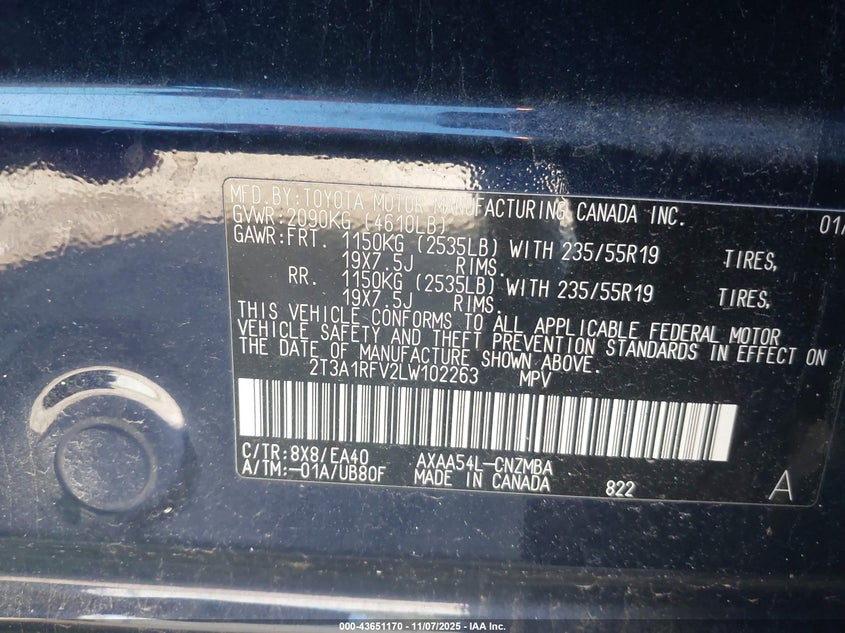 MFD.BY:TOYOTA MOTOR MANUFACTURING CANADA INC. 01/
GVWR:2090KG (4610LB)
GAWR:FRT. 1150KG (2535LB) WITH 235/55R19 TIRES,
19X7.5J RIMS.
RR. 1150KG (2535LB) WITH 235/55R19 TIRES,
19X7.5J RIMS.
THIS VEHICLE CONFORMS TO ALL APPLICABLE FEDERAL MOTOR
VEHICLE SAFETY AND THEFT PREVENTION STANDARDS IN EFFECT ON
THE DATE OF MANUFACTURE SHOWN ABOVE.
2T3A1RFV2LW102263 MPV
C/TR:8X8/EA40 AXAA54L-CNZMBA
A/TM:-01A/UB80F MADE IN CANADA 822 A
000-43651170 - 11/07/2025 - IAA Inc.